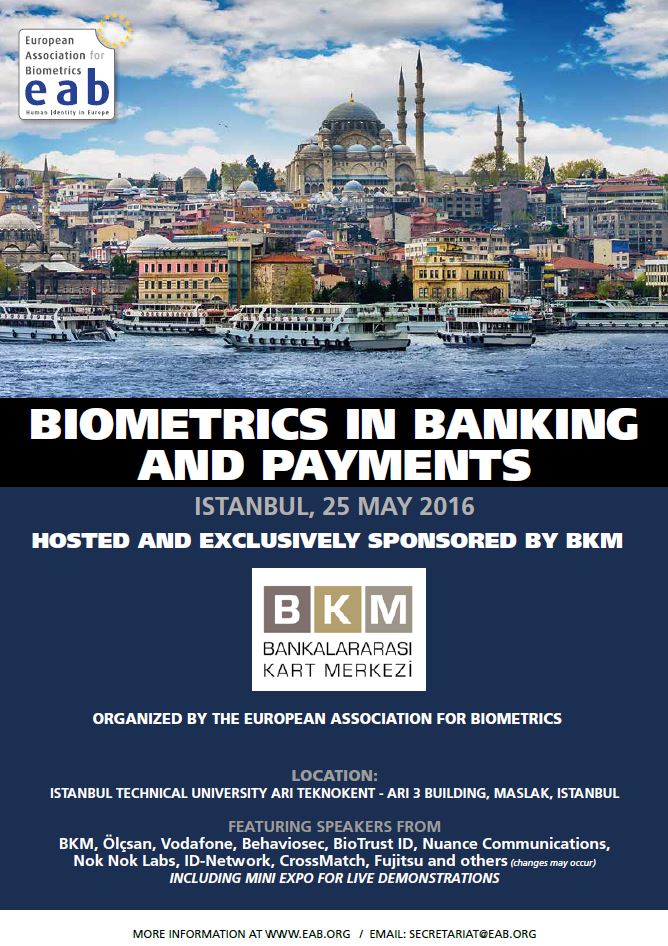 European
Association for
Biometrics
eab
Human Identity in Europe
BIOMETRICS IN BANKING
AND PAYMENTS
ISTANBUL, 25 MAY 2016
HOSTED AND EXCLUSIVELY SPONSORED BY BKM
BKM
BANKALARARASI
KART MERKEZİ
ORGANIZED BY THE EUROPEAN ASSOCIATION FOR BIOMETRICS
LOCATION:
ISTANBUL TECHNICAL UNIVERSITY ARI TEKNOKENT - ARI 3 BUILDING, MASLAK, ISTANBUL
FEATURING SPEAKERS FROM
BKM, Ölçsan, Vodafone, Behaviosec, BioTrust ID, Nuance Communications,
Nok Nok Labs, ID-Network, CrossMatch, Fujitsu and others (changes may occur)
INCLUDING MINI EXPO FOR LIVE DEMONSTRATIONS
MORE INFORMATION AT WWW.EAB.ORG / EMAIL: SECRETARIAT@EAB.ORG